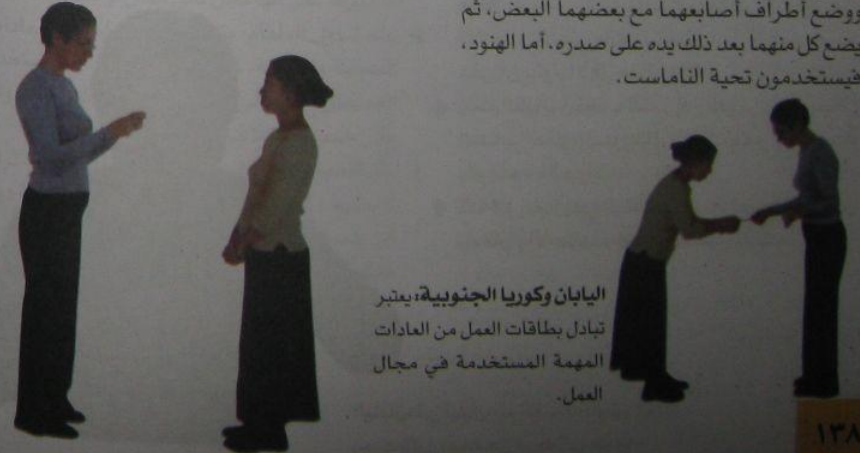 ووضع أطراف أصابعهما مع بعضهما البعض، ثم
يضع كل منهما بعد ذلك يده على صدره. أما الهنود،
فيستخدمون تحية الناماست.
اليابان وكوريا الجنوبية: يعتبر
تبادل بطاقات العمل من العادات
المهمة المستخدمة في مجال
العمل.
١٣٨